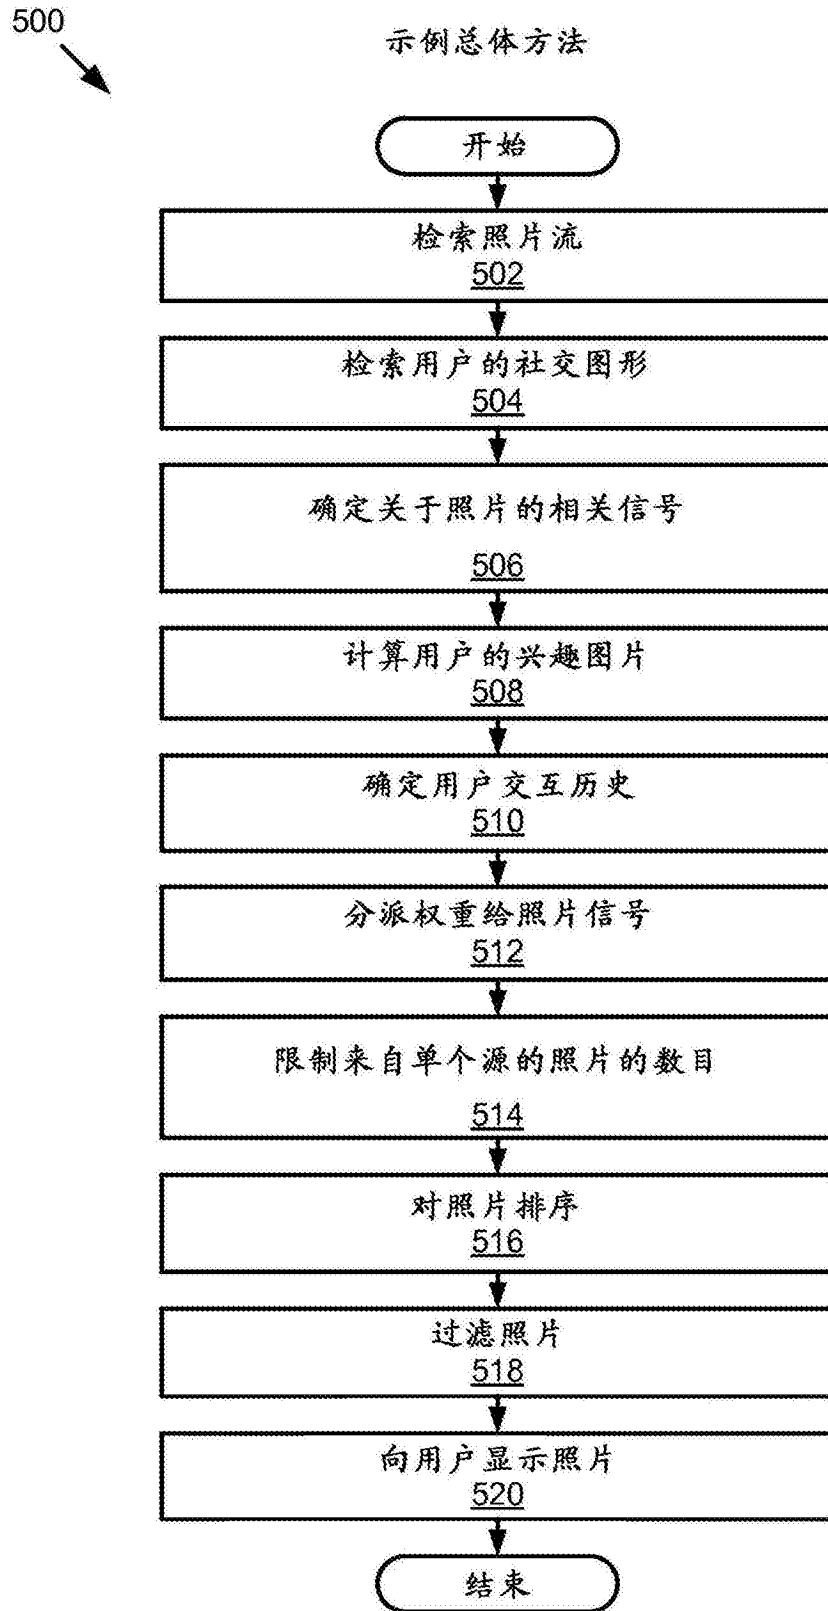 500
示例总体方法
开始
检索照片流
502
检索用户的社交图形
504
确定关于照片的相关信号
506
计算用户的兴趣图片
508
确定用户交互历史
510
分派权重给照片信号
512
限制来自单个源的照片的数目
514
对照片排序
516
过滤照片
518
向用户显示照片
520
结束